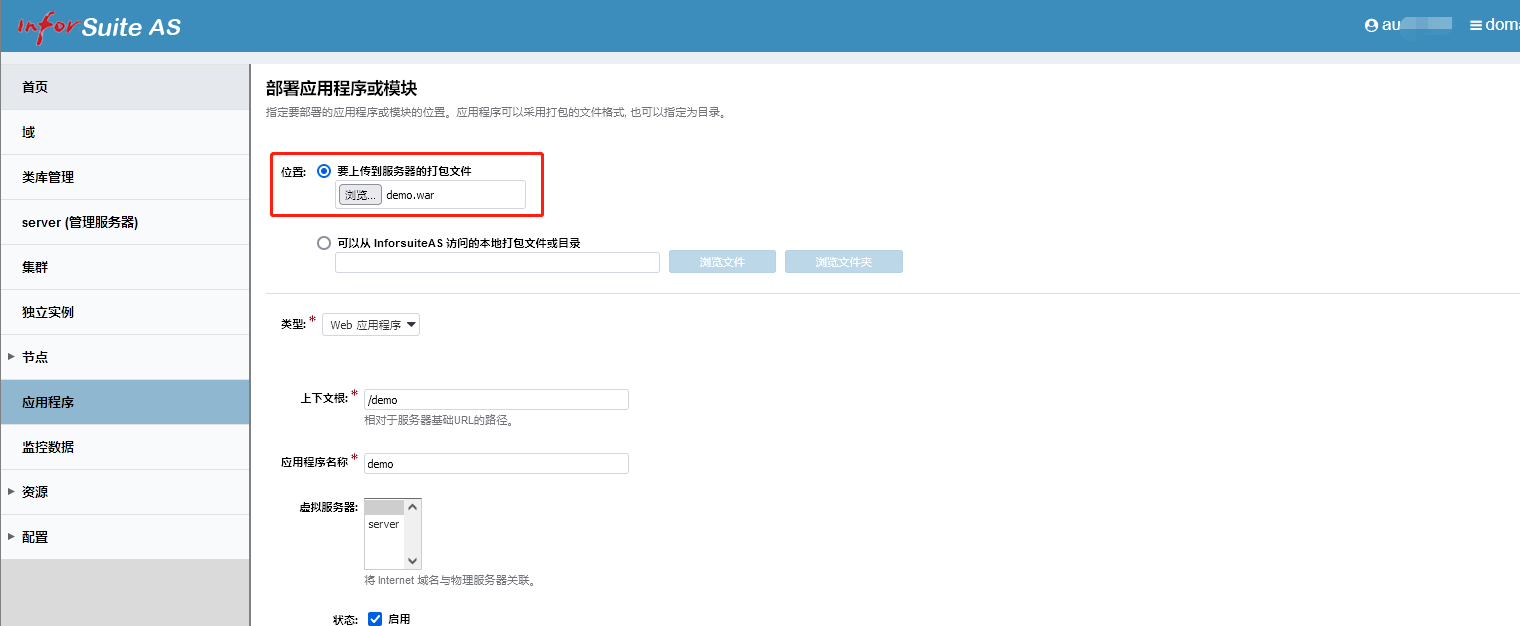 Infor Suite AS
au
dom
首页
域
类库管理
server (管理服务器)
集群
独立实例
节点
应用程序
监控数据
资源
配置
部署应用程序或模块
指定要部署的应用程序或模块的位置。应用程序可以采用打包的文件格式, 也可以指定为目录。
位置: 要上传到服务器的打包文件
浏览... demo.war
可以从 InforsuiteAS 访问的本地打包文件或目录
浏览文件 浏览文件夹
类型:* Web 应用程序
上下文根:* /demo
相对于服务器基础URL的路径。
应用程序名称* demo
虚拟服务器:
server
将 Internet 域名与物理服务器关联。
状态: 启用